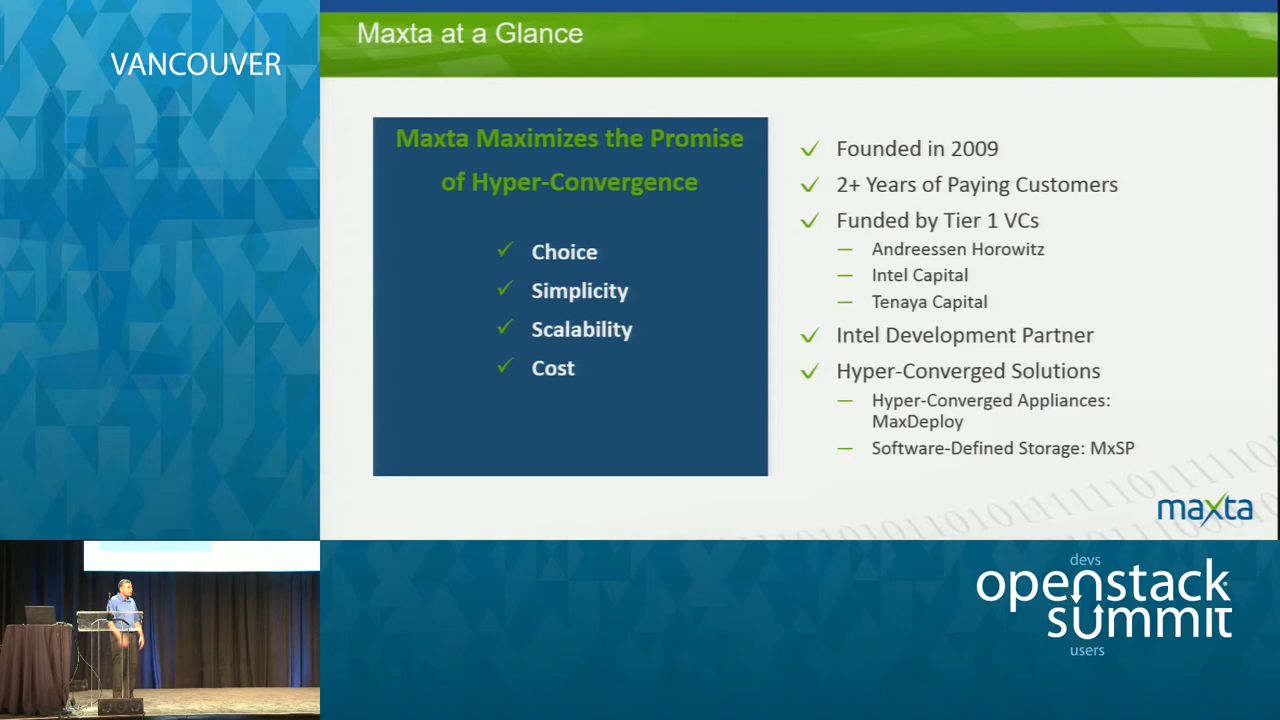 VANCOUVER
Maxta at a Glance
Maxta Maximizes the Promise
of Hyper-Convergence
✓ Choice
✓ Simplicity
✓ Scalability
✓ Cost
✓ Founded in 2009
✓ 2+ Years of Paying Customers
✓ Funded by Tier 1 VCs
— Andreessen Horowitz
— Intel Capital
— Tenaya Capital
✓ Intel Development Partner
✓ Hyper-Converged Solutions
— Hyper-Converged Appliances:
MaxDeploy
— Software-Defined Storage: MxSP
maxta
devs
openstack
summit
users